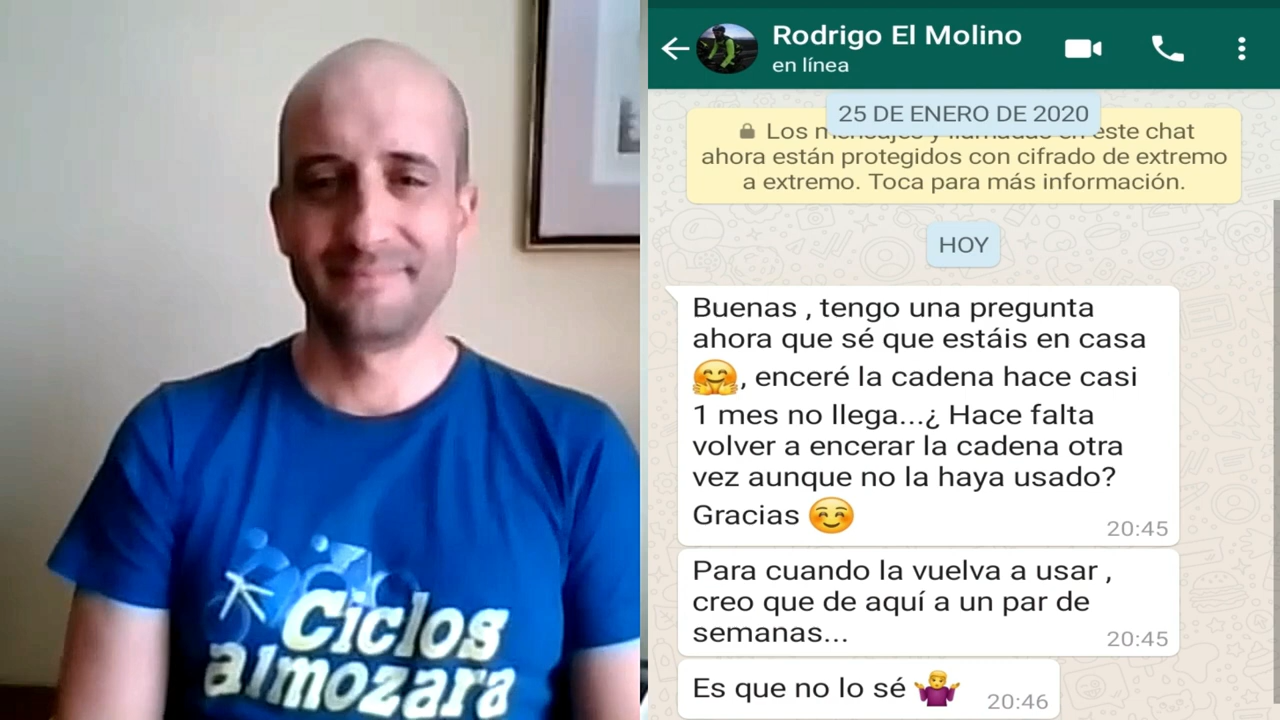 Ciclos
almozara
Rodrigo El Molino
en línea
25 DE ENERO DE 2020
Los mensajes y llamadas en este chat
ahora están protegidos con cifrado de extremo
a extremo. Toca para más información.
HOY
Buenas , tengo una pregunta
ahora que sé que estáis en casa
🤗, enceré la cadena hace casi
1 mes no llega...¿ Hace falta
volver a encerar la cadena otra
vez aunque no la haya usado?
Gracias ☺️
20:45
Para cuando la vuelva a usar ,
creo que de aquí a un par de
semanas...
20:45
Es que no lo sé 🤷‍♂️
20:46